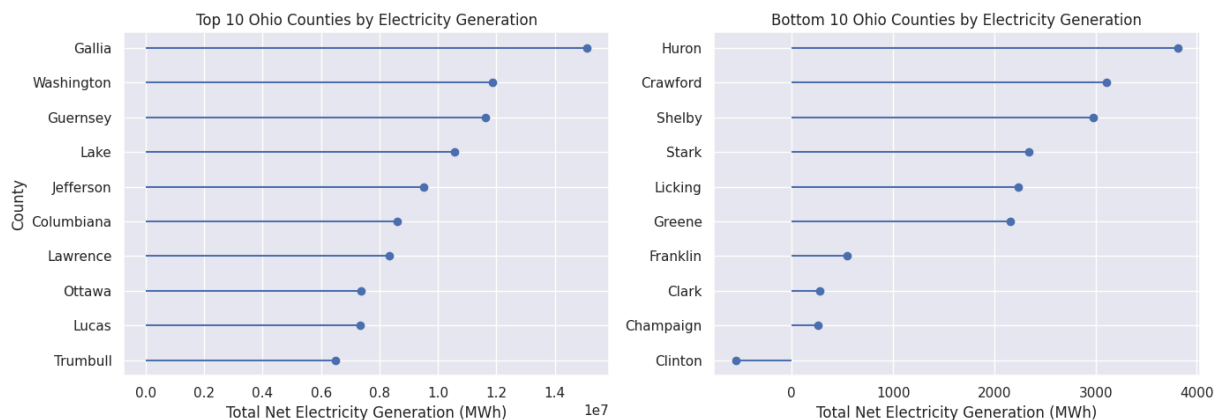 Top 10 Ohio Counties by Electricity Generation
Gallia
Washington
Guernsey
Lake
Jefferson
Columbiana
Lawrence
Ottawa
Lucas
Trumbull
County
0.0 0.2 0.4 0.6 0.8 1.0 1.2 1.4
1e7
Total Net Electricity Generation (MWh)
Bottom 10 Ohio Counties by Electricity Generation
Huron
Crawford
Shelby
Stark
Licking
Greene
Franklin
Clark
Champaign
Clinton
0 1000 2000 3000 4000
Total Net Electricity Generation (MWh)